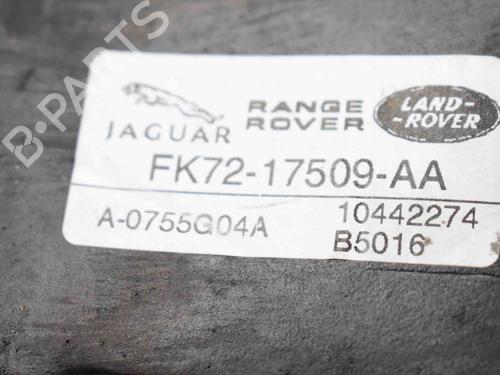 JAGUAR
RANGE ROVER
LAND-ROVER
FK72-17509-AA
A-0755G04A 10442274
B5016
B-PARTS